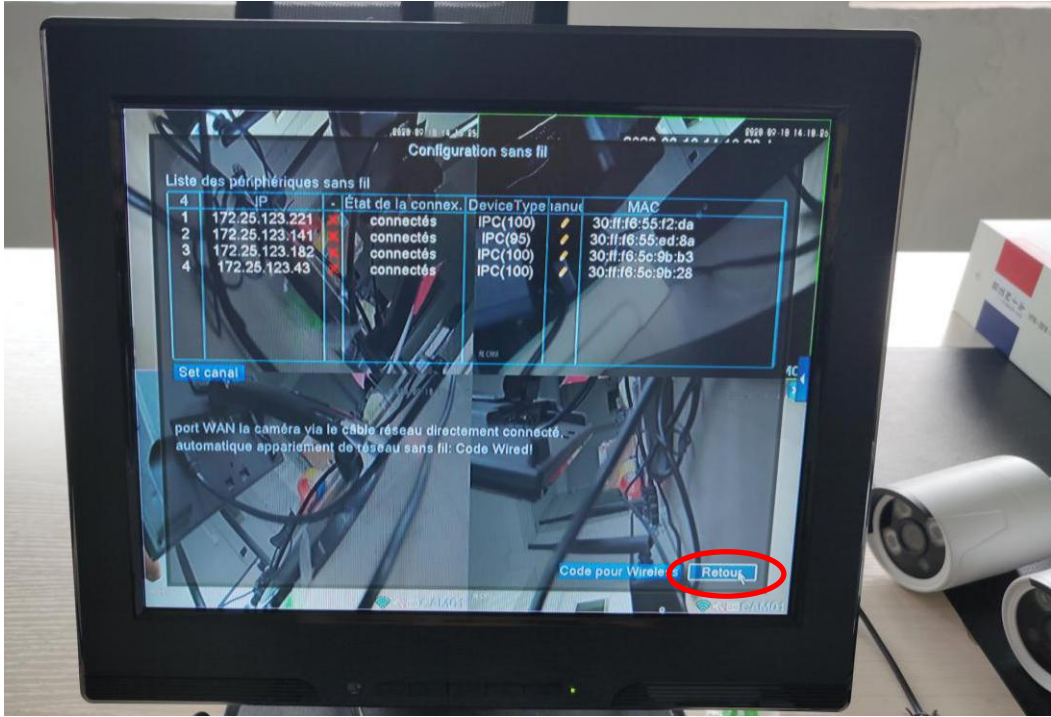 Configuration sans fil
Liste des périphériques sans fil
4 IP - État de la connex. DeviceType MAC
1 172.25.123.221 connectés IPC(100) 30:ff:f6:55:f2:da
2 172.25.123.141 connectés IPC(95) 30:ff:f6:55:ed:8a
3 172.25.123.182 connectés IPC(100) 30:ff:f6:5c:9b:b3
4 172.25.123.43 connectés IPC(100) 30:ff:f6:5c:9b:28
Set canal
port WAN la caméra via le câble réseau directement connecté,
automatique appariement de réseau sans fil: Code Wired!
Code pour Wireless Retour
CAM01 CAM01